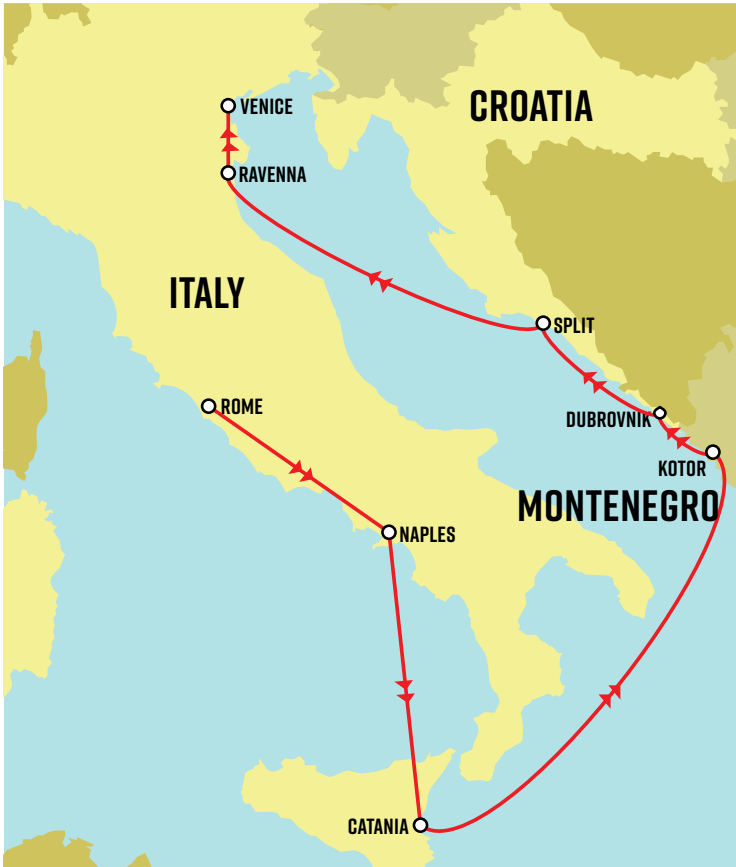 CROATIA
VENICE
RAVENNA
ITALY
SPLIT
ROME
DUBROVNIK
KOTOR
MONTENEGRO
NAPLES
CATANIA